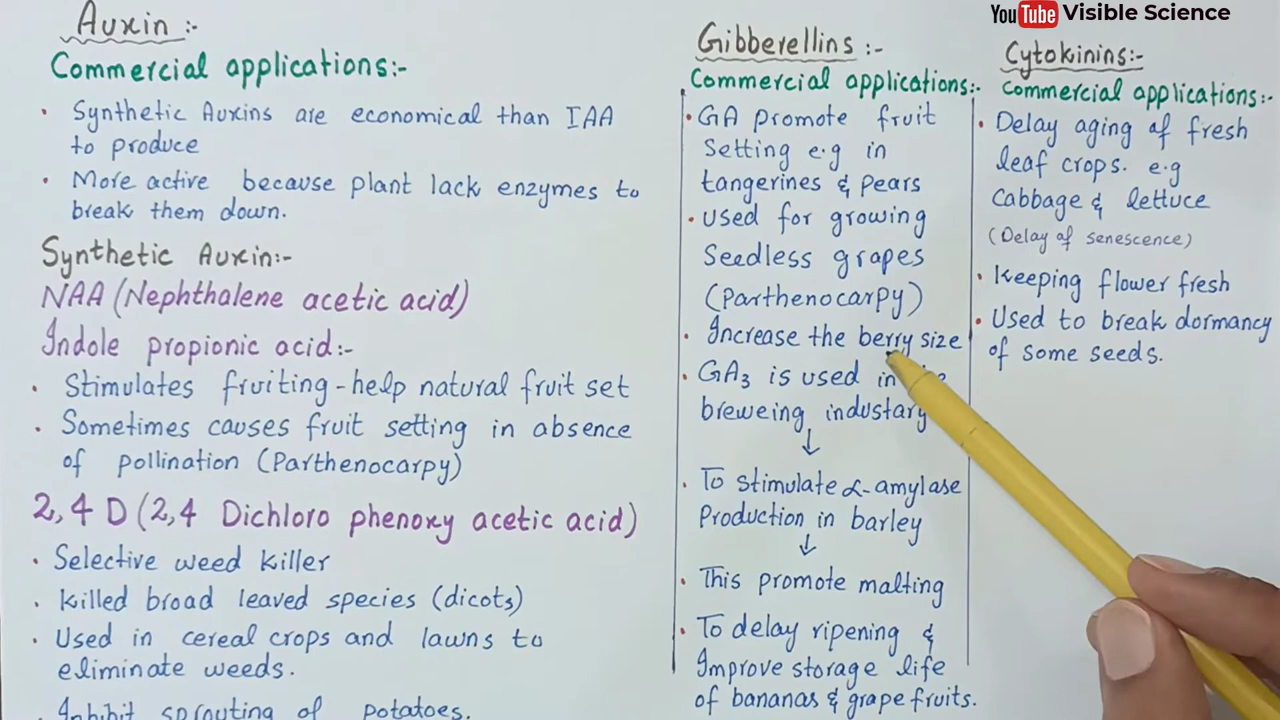 YouTube Visible Science
Auxin :-
Commercial applications:-
• Synthetic Auxins are economical than IAA
to produce
• More active because plant lack enzymes to
break them down.
Synthetic Auxin:-
NAA (Nephthalene acetic acid)
Indole propionic acid:-
• Stimulates fruiting - help natural fruit set
• Sometimes causes fruit setting in absence
of pollination (Parthenocarpy)
2,4 D (2,4 Dichloro phenoxy acetic acid)
• Selective weed killer
• Killed broad leaved species (dicots)
• Used in cereal crops and lawns to
eliminate weeds.
• Inhibit sprouting of potatoes.
Gibberellins :-
Commercial applications:-
• GA promote fruit
setting e.g in
tangerines & pears
• Used for growing
seedless grapes
(Parthenocarpy)
• Increase the berry size
• GA3 is used in
breweing industary
↓
• To stimulate α-amylase
production in barley
↓
• This promote malting
• To delay ripening &
Improve storage life
of bananas & grape fruits.
Cytokinins:-
Commercial applications:-
• Delay aging of fresh
leaf crops. e.g
Cabbage & lettuce
(Delay of senescence)
• Keeping flower fresh
• Used to break dormancy
of some seeds.